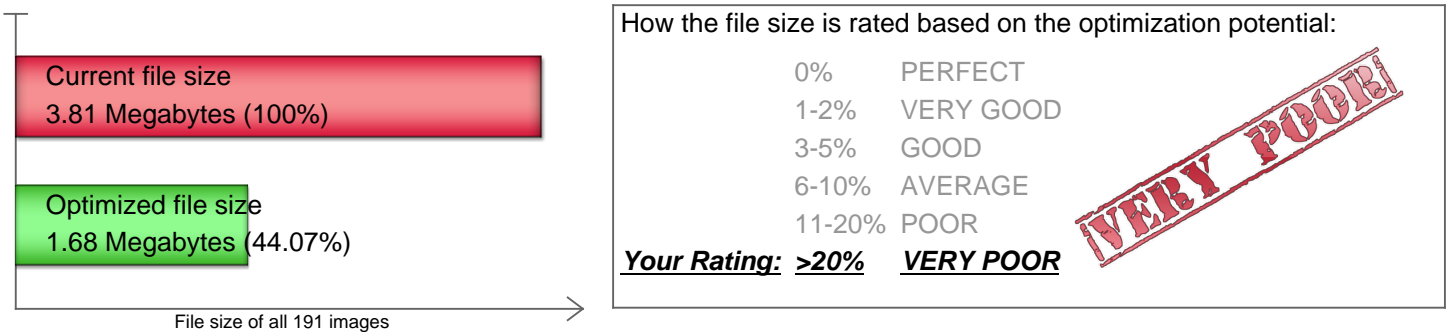 Current file size
3.81 Megabytes (100%)
Optimized file size
1.68 Megabytes (44.07%)
File size of all 191 images
How the file size is rated based on the optimization potential:
0% PERFECT
1-2% VERY GOOD
3-5% GOOD
6-10% AVERAGE
11-20% POOR
Your Rating: >20% VERY POOR
VERY POOR